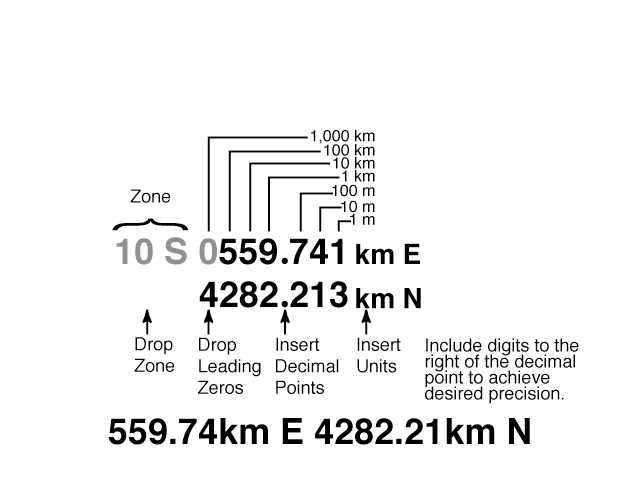 1,000 km
100 km
10 km
1 km
100 m
10 m
1 m
Zone
10 S 0559.741 km E
4282.213 km N
Drop Zone
Drop Leading Zeros
Insert Decimal Points
Insert Units
Include digits to the
right of the decimal
point to achieve
desired precision.
559.74km E 4282.21km N